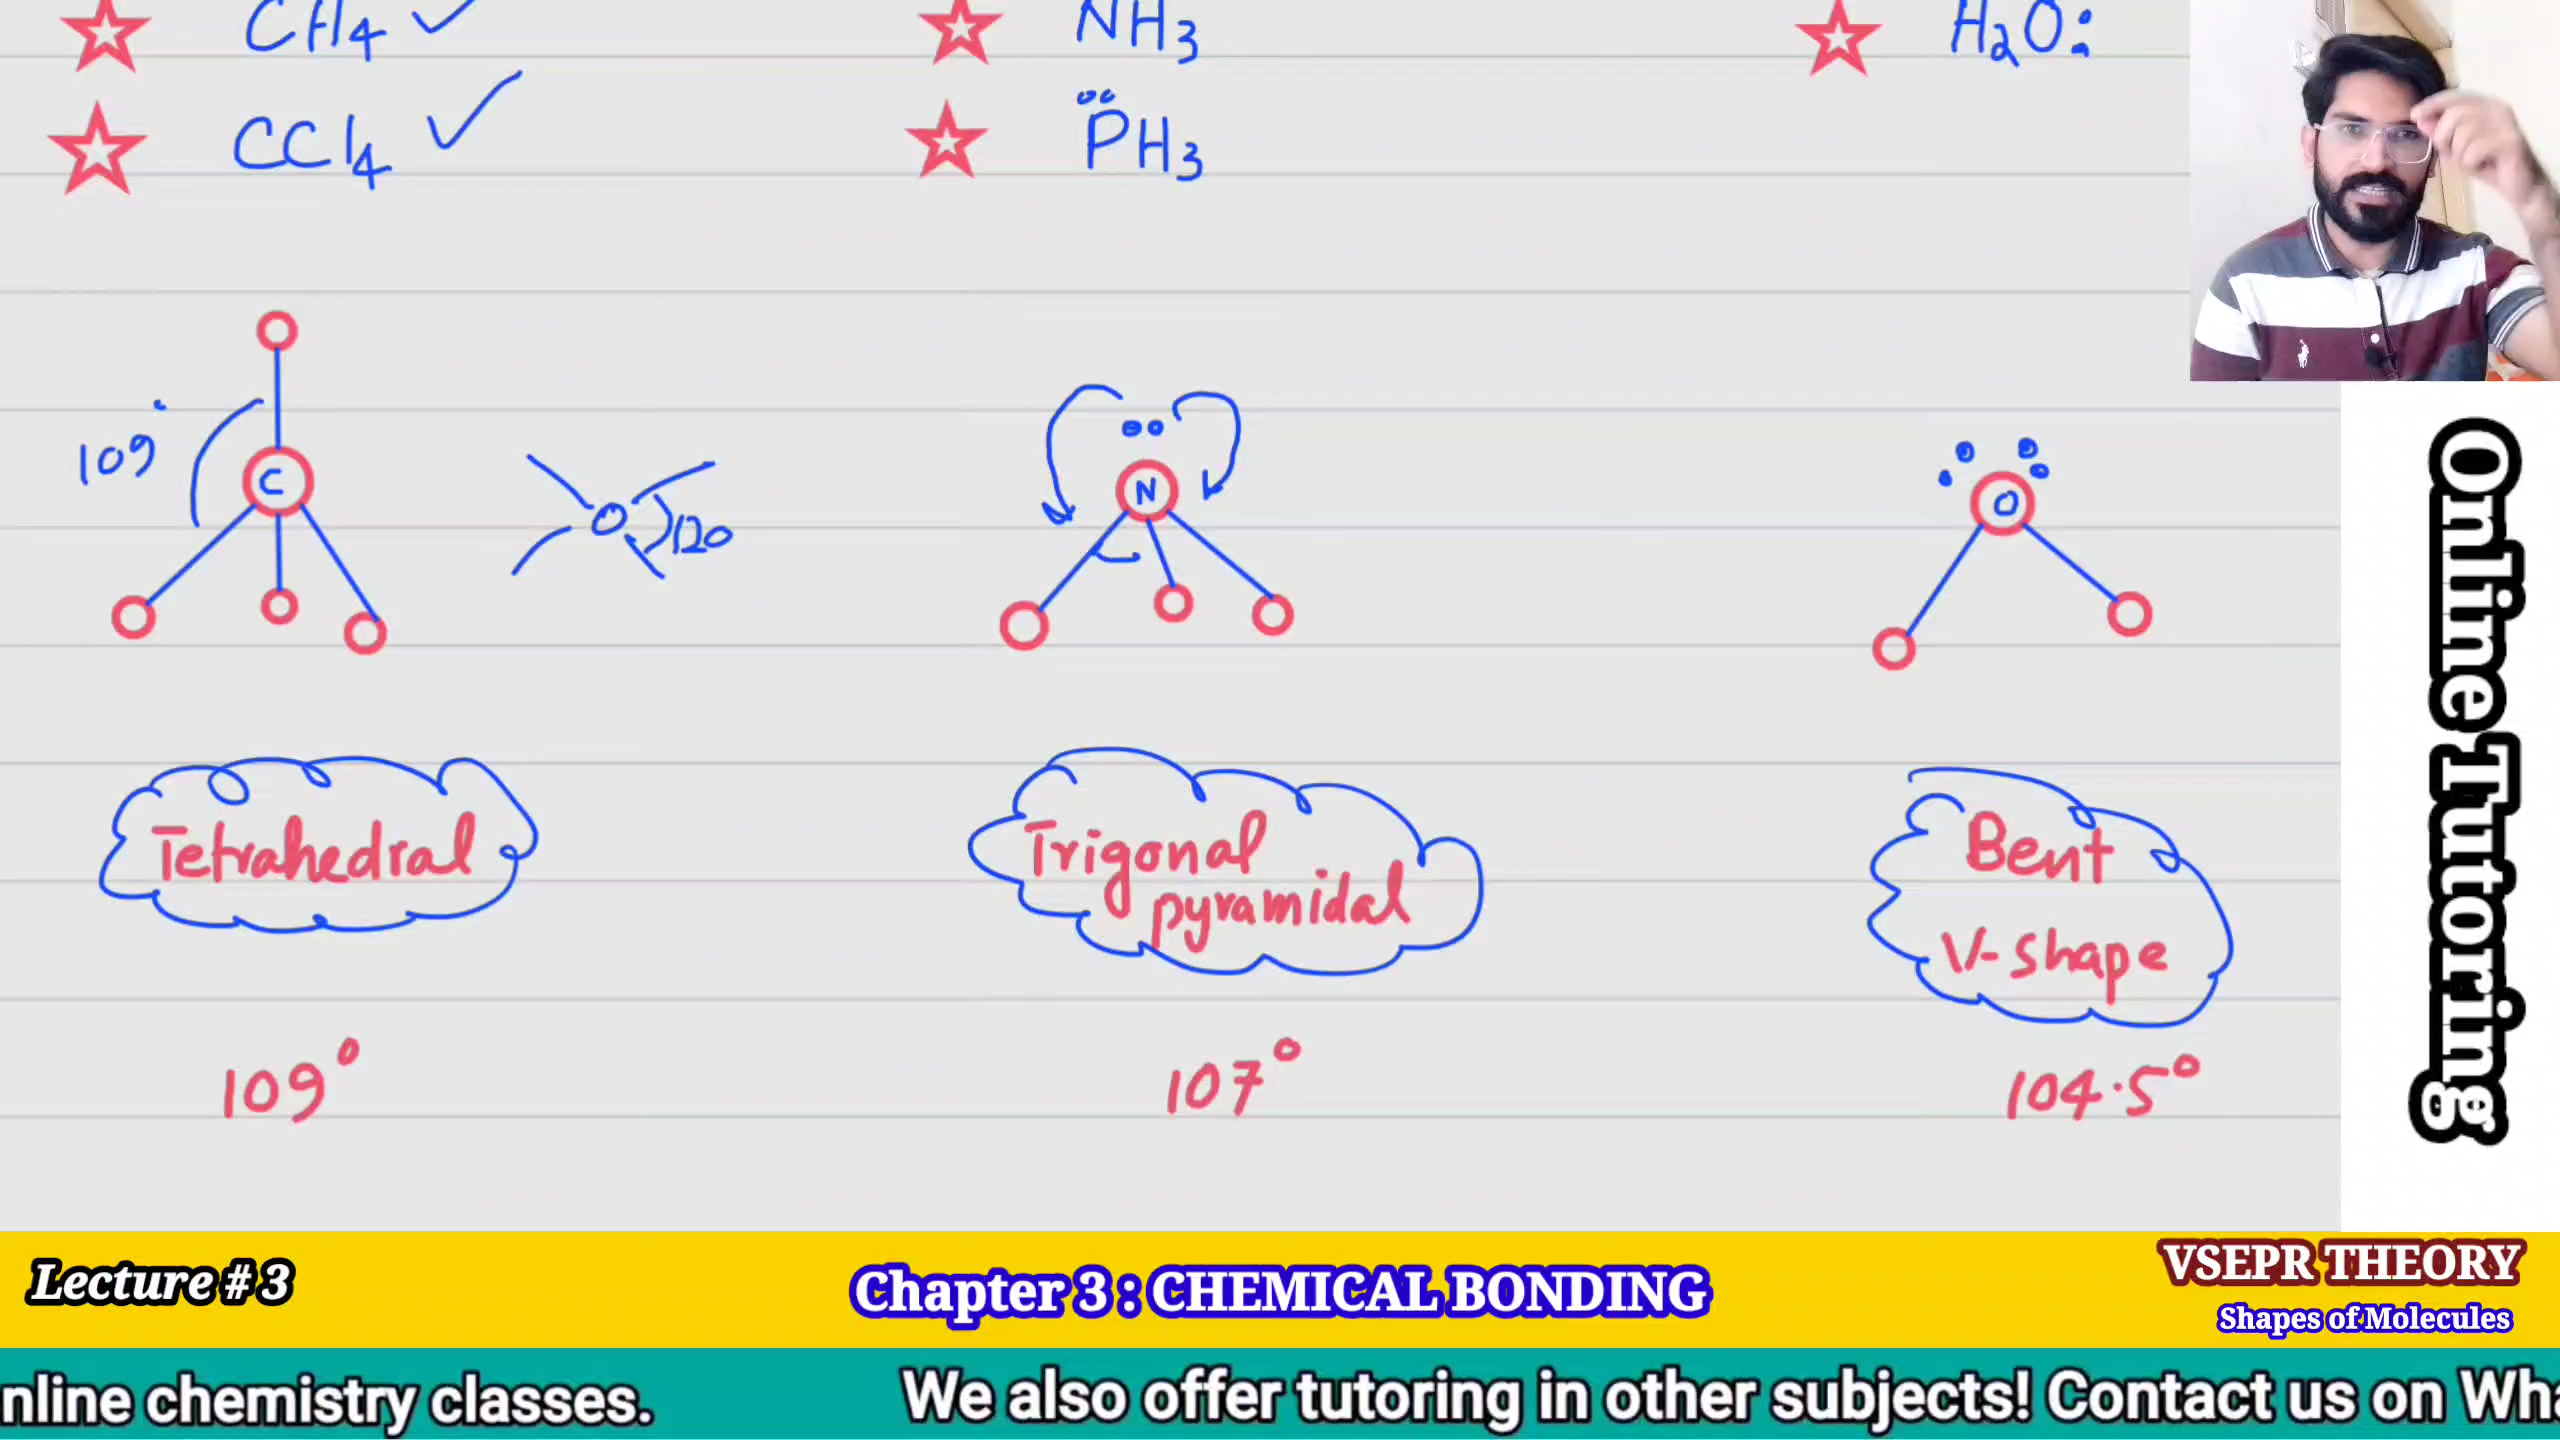 CH4
CCl4
NH3
PH3
H2O:
109°
C
O
120
N
O
Tetrahedral
Trigonal
pyramidal
Bent
V-shape
109°
107°
104.5°
Online Tutoring
Lecture # 3
Chapter 3 : CHEMICAL BONDING
VSEPR THEORY
Shapes of Molecules
nline chemistry classes. We also offer tutoring in other subjects! Contact us on Wha